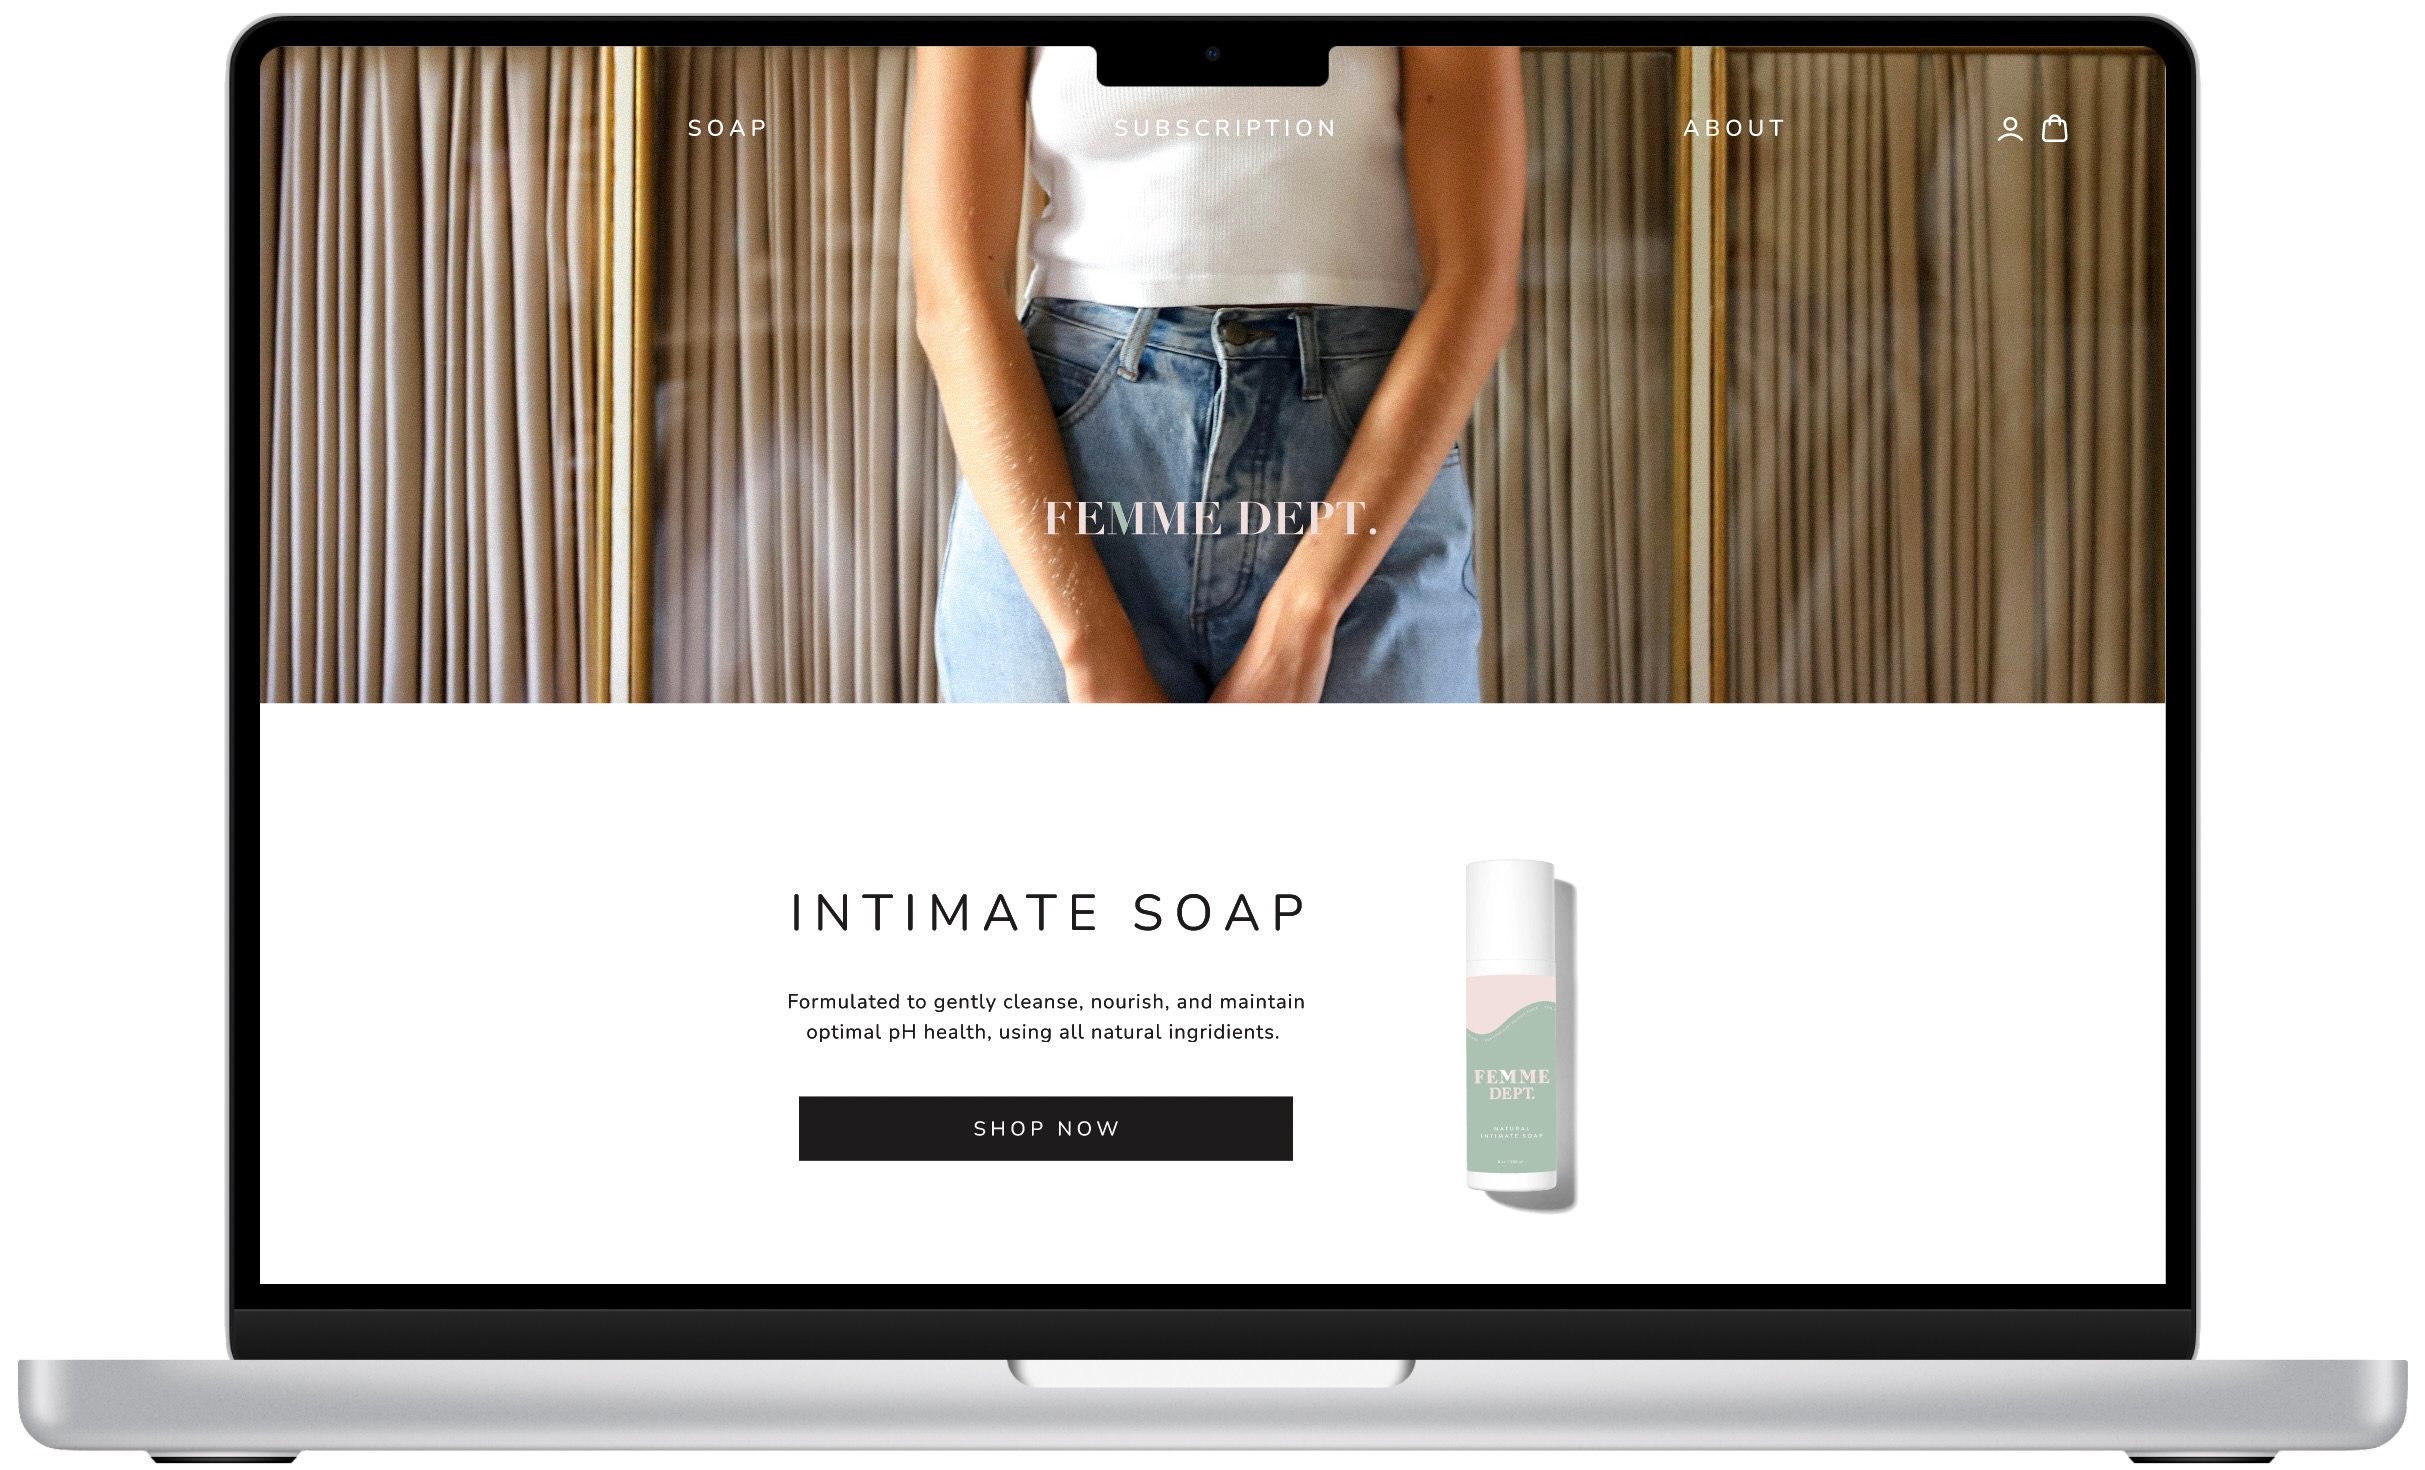 SOAP SUBSCRIPTION ABOUT
FEMME DEPT.
INTIMATE SOAP
Formulated to gently cleanse, nourish, and maintain
optimal pH health, using all natural ingridients.
SHOP NOW
FEMME
DEPT.
NATURAL
INTIMATE SOAP